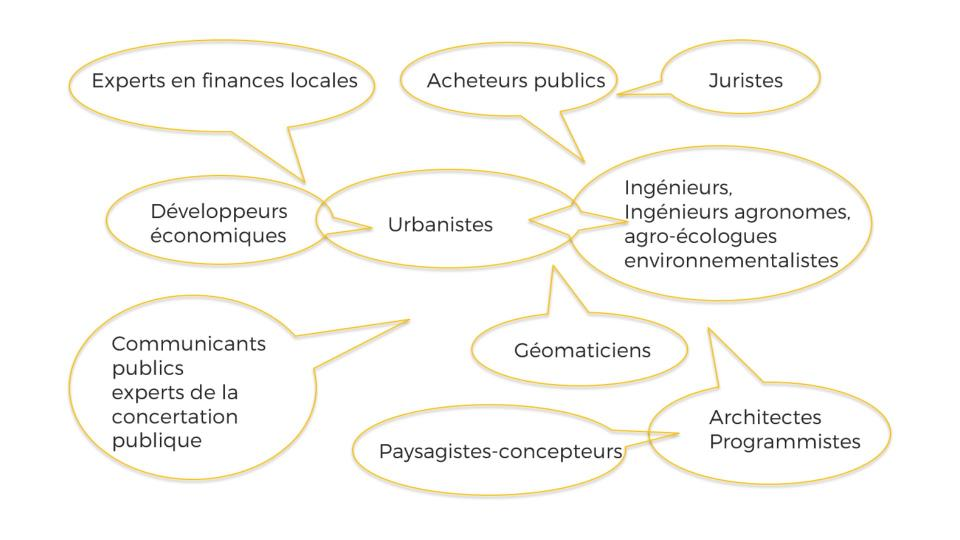 Experts en finances locales
Acheteurs publics
Juristes
Développeurs
économiques
Urbanistes
Ingénieurs,
Ingénieurs agronomes,
agro-écologues
environnementalistes
Communicants
publics
experts de la
concertation
publique
Géomaticiens
Paysagistes-concepteurs
Architectes
Programmistes